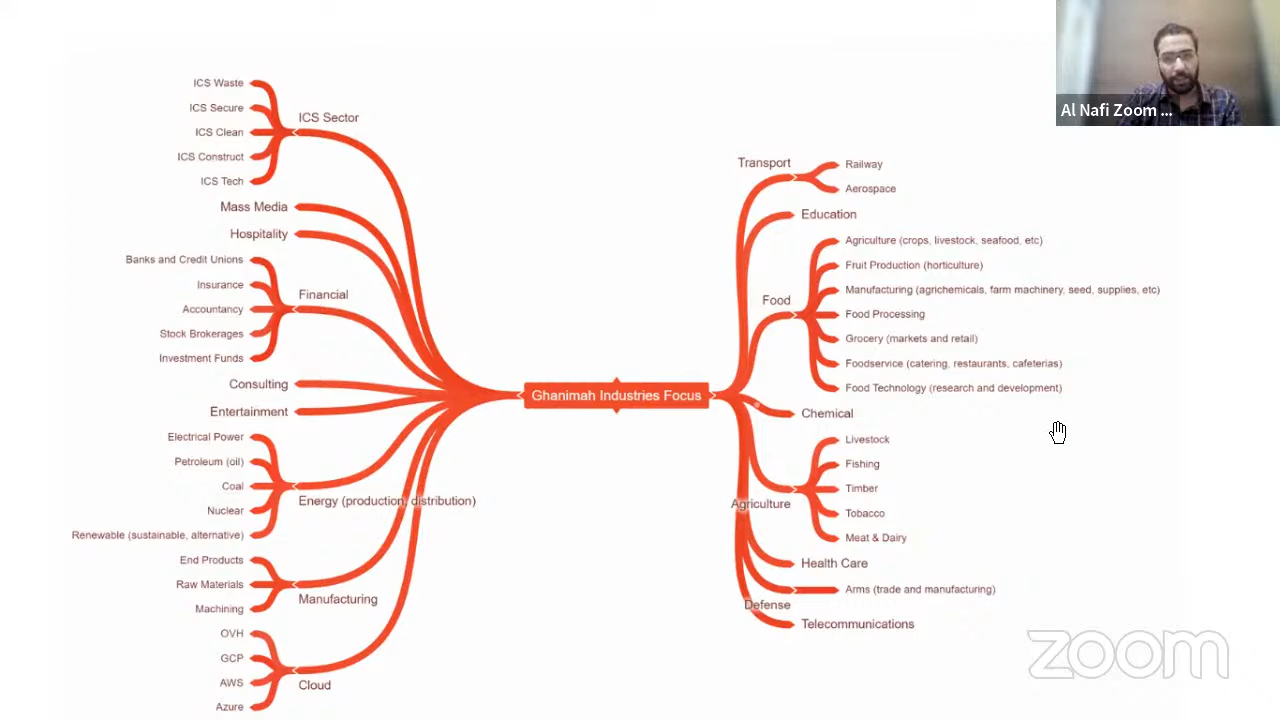 Al Nafi Zoom ...
ICS Waste
ICS Secure
ICS Clean
ICS Construct
ICS Tech
ICS Sector
Mass Media
Hospitality
Banks and Credit Unions
Insurance
Accountancy
Stock Brokerages
Investment Funds
Financial
Consulting
Entertainment
Electrical Power
Petroleum (oil)
Coal
Nuclear
Renewable (sustainable, alternative)
Energy (production, distribution)
End Products
Raw Materials
Machining
Manufacturing
OVH
GCP
AWS
Azure
Cloud
Ghanimah Industries Focus
Transport
Railway
Aerospace
Education
Food
Agriculture (crops, livestock, seafood, etc)
Fruit Production (horticulture)
Manufacturing (agrichemicals, farm machinery, seed, supplies, etc)
Food Processing
Grocery (markets and retail)
Foodservice (catering, restaurants, cafeterias)
Food Technology (research and development)
Chemical
Agriculture
Livestock
Fishing
Timber
Tobacco
Meat & Dairy
Health Care
Defense
Arms (trade and manufacturing)
Telecommunications
zoom